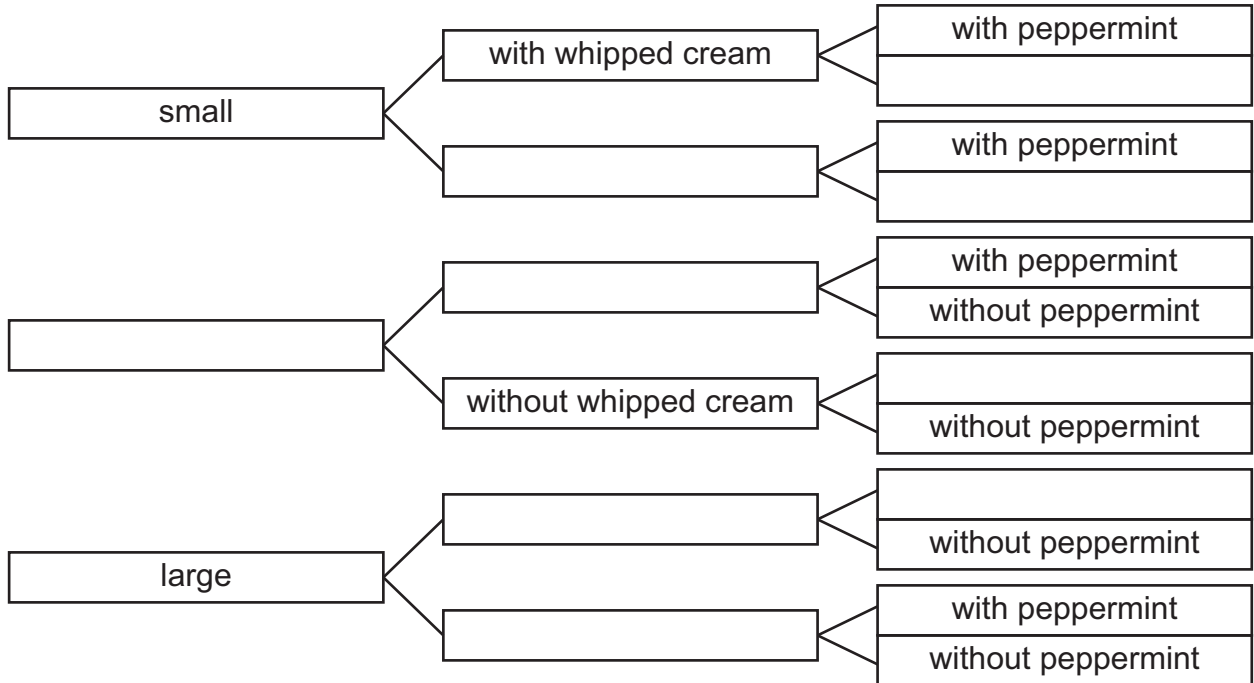 with peppermint
with whipped cream
small
with peppermint
with peppermint
without peppermint
without whipped cream
without peppermint
without peppermint
large
with peppermint
without peppermint